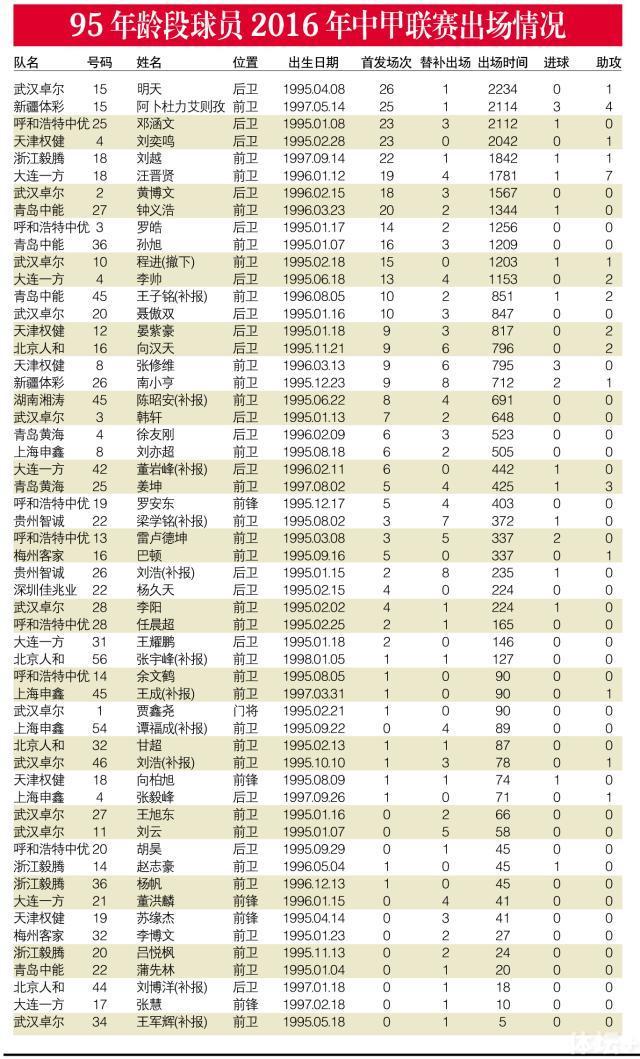 95 年龄段球员 2016 年中甲联赛出场情况
队名 号码 姓名 位置 出生日期 首发场次 替补出场 出场时间 进球 助攻
武汉卓尔 15 明天 后卫 1995.04.08 26 1 2234 0 1
新疆体彩 15 阿卜杜力艾则孜 前卫 1997.05.14 25 1 2114 3 4
呼和浩特中优 25 邓涵文 后卫 1995.01.08 23 3 2112 1 0
天津权健 4 刘奕鸣 后卫 1995.02.28 23 0 2042 0 1
浙江毅腾 18 刘越 前卫 1997.09.14 22 1 1842 1 1
大连一方 18 汪晋贤 前卫 1996.01.12 19 4 1781 1 7
武汉卓尔 2 黄博文 后卫 1996.02.15 18 3 1567 0 0
青岛中能 27 钟义浩 前卫 1996.03.23 20 2 1344 1 0
呼和浩特中优 3 罗皓 后卫 1995.01.17 14 2 1256 0 0
青岛中能 36 孙旭 前卫 1995.01.07 16 3 1209 0 0
武汉卓尔 10 程进(撤下) 前卫 1995.02.18 15 0 1203 1 1
大连一方 4 李帅 后卫 1995.06.18 13 4 1153 0 2
青岛中能 45 王子铭(补报) 前卫 1996.08.05 10 2 851 1 2
武汉卓尔 20 聂傲双 后卫 1995.01.16 10 3 847 0 0
天津权健 12 晏紫豪 后卫 1995.01.18 9 3 817 0 2
北京人和 16 向汉天 后卫 1995.11.21 9 6 796 0 2
天津权健 8 张修维 前卫 1996.03.13 9 6 795 3 0
新疆体彩 26 南小亨 前卫 1995.12.23 9 8 712 2 1
湖南湘涛 45 陈昭安(补报) 前卫 1995.06.22 8 4 691 0 0
武汉卓尔 3 韩轩 后卫 1995.01.13 7 2 648 0 0
青岛黄海 4 徐友刚 后卫 1996.02.09 6 3 523 0 0
上海申鑫 8 刘亦超 前卫 1995.08.18 6 2 505 0 0
大连一方 42 董岩峰(补报) 后卫 1996.02.11 6 0 442 1 0
青岛黄海 25 姜坤 前卫 1997.08.02 5 4 425 1 3
呼和浩特中优 19 罗安东 前锋 1995.12.17 5 4 403 0 0
贵州智诚 22 梁学铭(补报) 前卫 1995.08.02 3 7 372 1 0
呼和浩特中优 13 雷卢德坤 前卫 1995.03.08 3 5 337 2 0
梅州客家 16 巴顿 前卫 1995.09.16 5 0 337 0 1
贵州智诚 26 刘浩(补报) 后卫 1995.01.15 2 8 235 1 0
深圳佳兆业 22 杨久天 后卫 1995.02.15 4 0 224 0 0
武汉卓尔 28 李阳 前卫 1995.02.02 4 1 224 1 0
呼和浩特中优 28 任晨超 前卫 1995.02.25 2 1 165 0 0
大连一方 31 王耀鹏 后卫 1995.01.18 2 0 146 0 0
北京人和 56 张宇峰(补报) 前卫 1998.01.05 1 1 127 0 0
呼和浩特中优 14 余文鹤 前卫 1995.08.05 1 0 90 0 0
上海申鑫 45 王成(补报) 前卫 1997.03.31 1 0 90 0 1
武汉卓尔 1 贾鑫尧 门将 1995.02.21 1 0 90 0 0
上海申鑫 54 谭福成(补报) 前卫 1995.09.22 0 4 89 0 0
北京人和 32 甘超 前卫 1995.02.13 1 1 87 0 0
武汉卓尔 46 刘浩(补报) 前卫 1995.10.10 1 3 78 0 1
天津权健 18 向柏旭 前锋 1995.08.09 1 1 74 1 0
上海申鑫 4 张毅峰 后卫 1997.09.26 1 0 71 0 1
武汉卓尔 27 王旭东 前卫 1995.01.16 0 2 66 0 0
武汉卓尔 11 刘云 前卫 1995.01.07 0 5 58 0 0
呼和浩特中优 20 胡昊 后卫 1995.09.29 0 1 45 0 0
浙江毅腾 14 赵志豪 前卫 1996.05.04 1 0 45 1 0
浙江毅腾 36 杨帆 前卫 1996.12.13 1 0 45 0 0
大连一方 21 董洪麟 前锋 1996.01.15 0 4 41 0 0
天津权健 19 苏缘杰 前锋 1995.04.14 0 3 41 0 0
梅州客家 32 李博文 前卫 1995.01.23 0 2 27 0 0
浙江毅腾 20 吕悦枫 前卫 1995.11.13 0 2 24 0 0
青岛中能 22 蒲先林 前卫 1995.01.04 0 1 20 0 0
北京人和 44 刘博洋(补报) 后卫 1997.01.18 0 1 18 0 0
大连一方 17 张慧 前锋 1997.02.18 0 1 10 0 0
武汉卓尔 34 王军辉(补报) 前卫 1995.05.18 0 1 5 0 0
体坛+